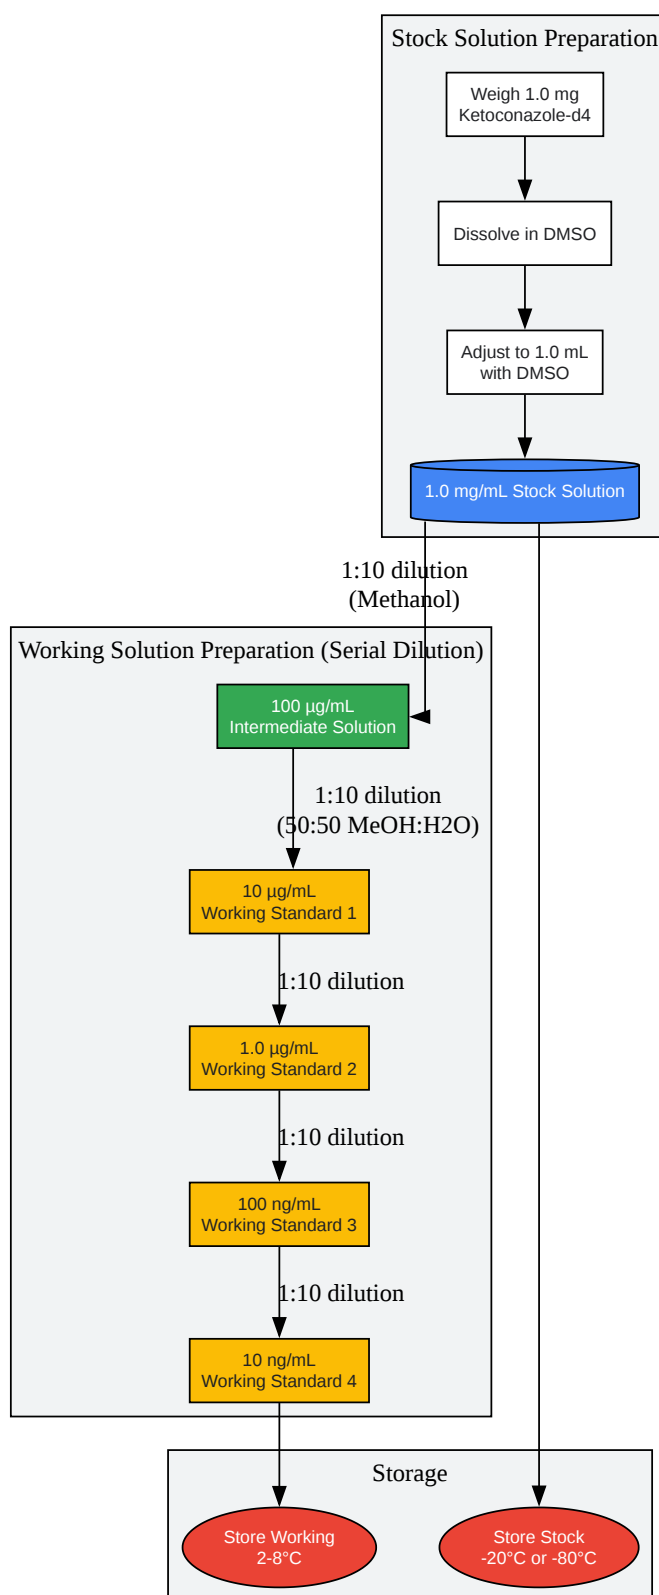 Stock Solution Preparation
Weigh 1.0 mg
Ketoconazole-d4
Dissolve in DMSO
Adjust to 1.0 mL
with DMSO
1.0 mg/mL Stock Solution
1:10 dilution
(Methanol)
Working Solution Preparation (Serial Dilution)
100 µg/mL
Intermediate Solution
1:10 dilution
(50:50 MeOH:H2O)
10 µg/mL
Working Standard 1
1:10 dilution
1.0 µg/mL
Working Standard 2
1:10 dilution
100 ng/mL
Working Standard 3
1:10 dilution
10 ng/mL
Working Standard 4
Storage
Store Working
2-8°C
Store Stock
-20°C or -80°C